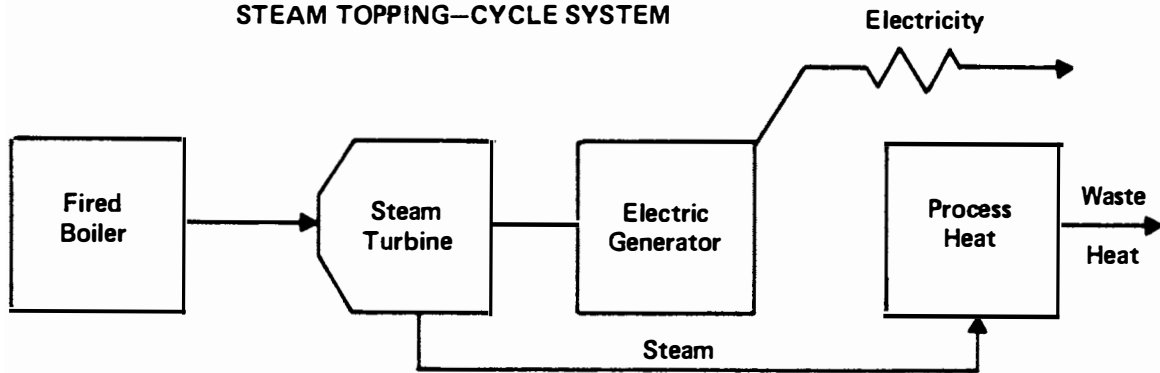 STEAM TOPPING—CYCLE SYSTEM
Electricity
Fired
Boiler
Steam
Turbine
Electric
Generator
Process
Heat
Waste
Heat
Steam